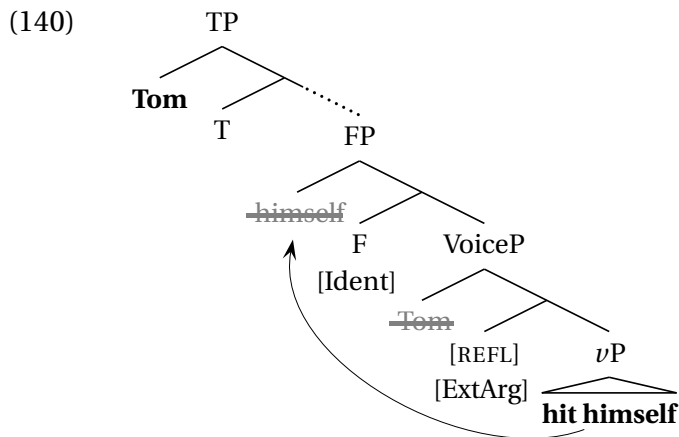 (140)
TP
Tom
T
FP
himself
F
VoiceP
[Ident]
Tom
[REFL]
vP
[ExtArg]
hit himself